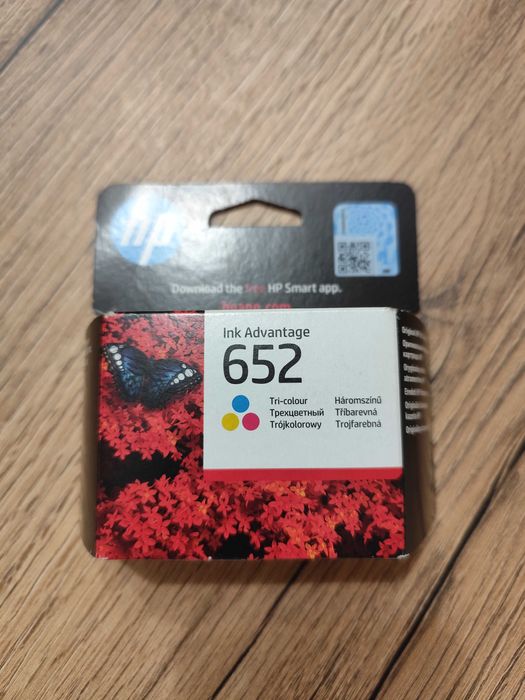 hp
Download the free HP Smart app.
Ink Advantage
652
Tri-colour
Трехцветный
Trójkolorowy
Háromszínű
Tříbarevná
Trojfarebná